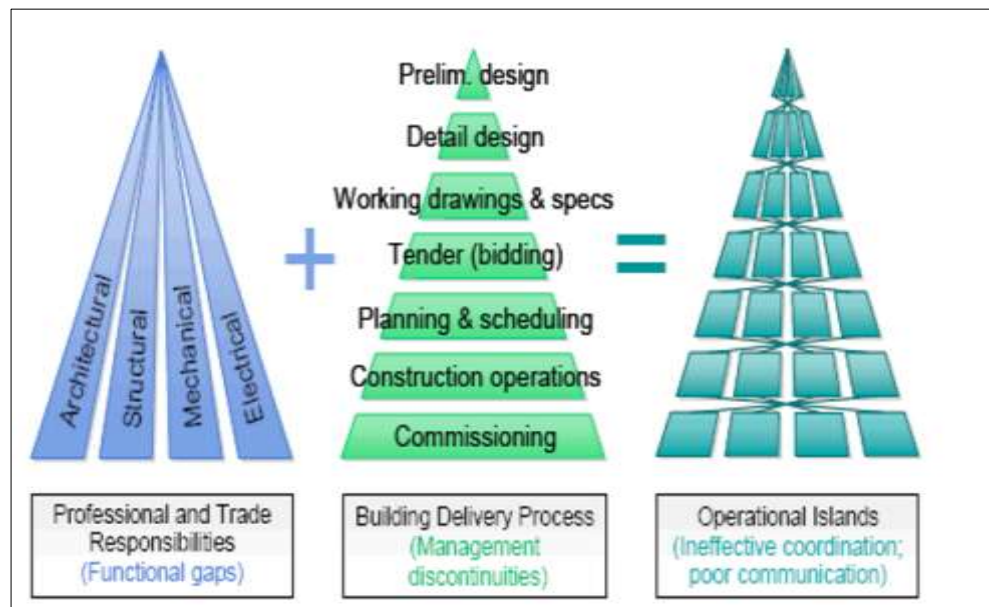 Prelim. design
Detail design
Working drawings & specs
Tender (bidding)
Planning & scheduling
Construction operations
Commissioning
Architectural
Structural
Mechanical
Electrical
+
=
Professional and Trade
Responsibilities
(Functional gaps)
Building Delivery Process
(Management
discontinuities)
Operational Islands
(Ineffective coordination;
poor communication)